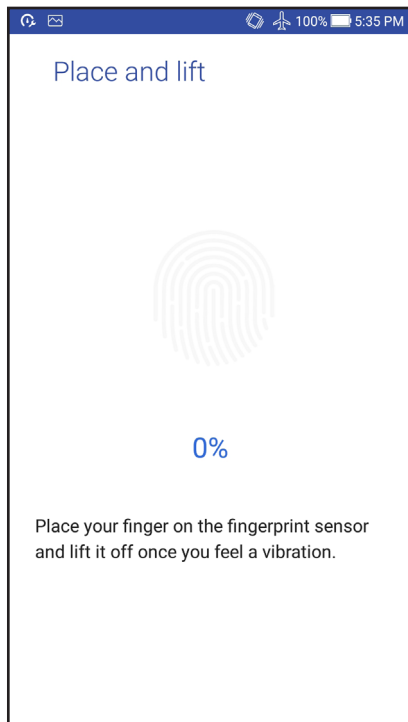 100% 5:35 PM
Place and lift
0%
Place your finger on the fingerprint sensor
and lift it off once you feel a vibration.